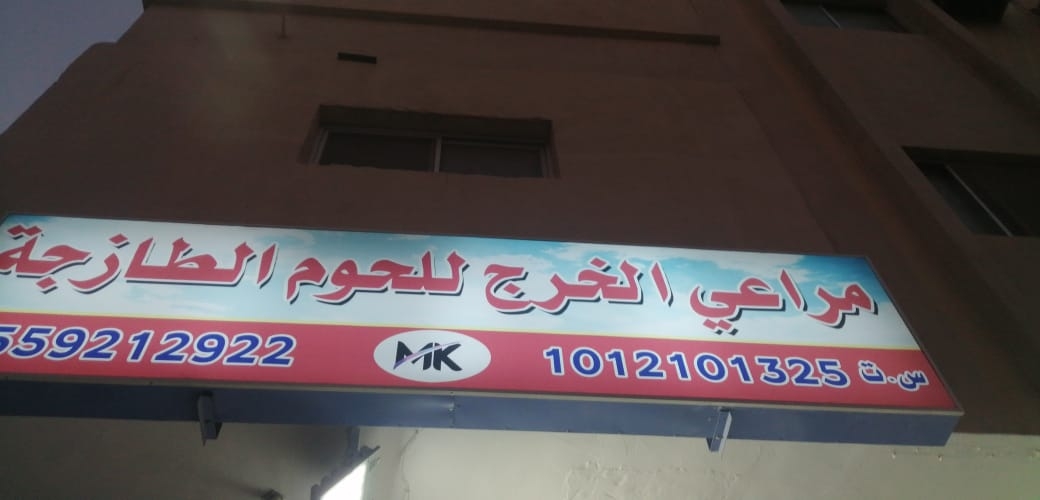 مراعي الخرج للحوم الطازجة
س.ت 1012101325 MK 559212922